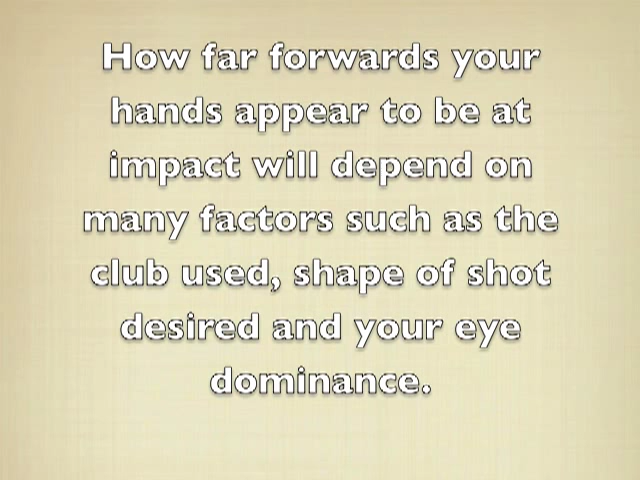 How far forwards your
hands appear to be at
impact will depend on
many factors such as the
club used, shape of shot
desired and your eye
dominance.